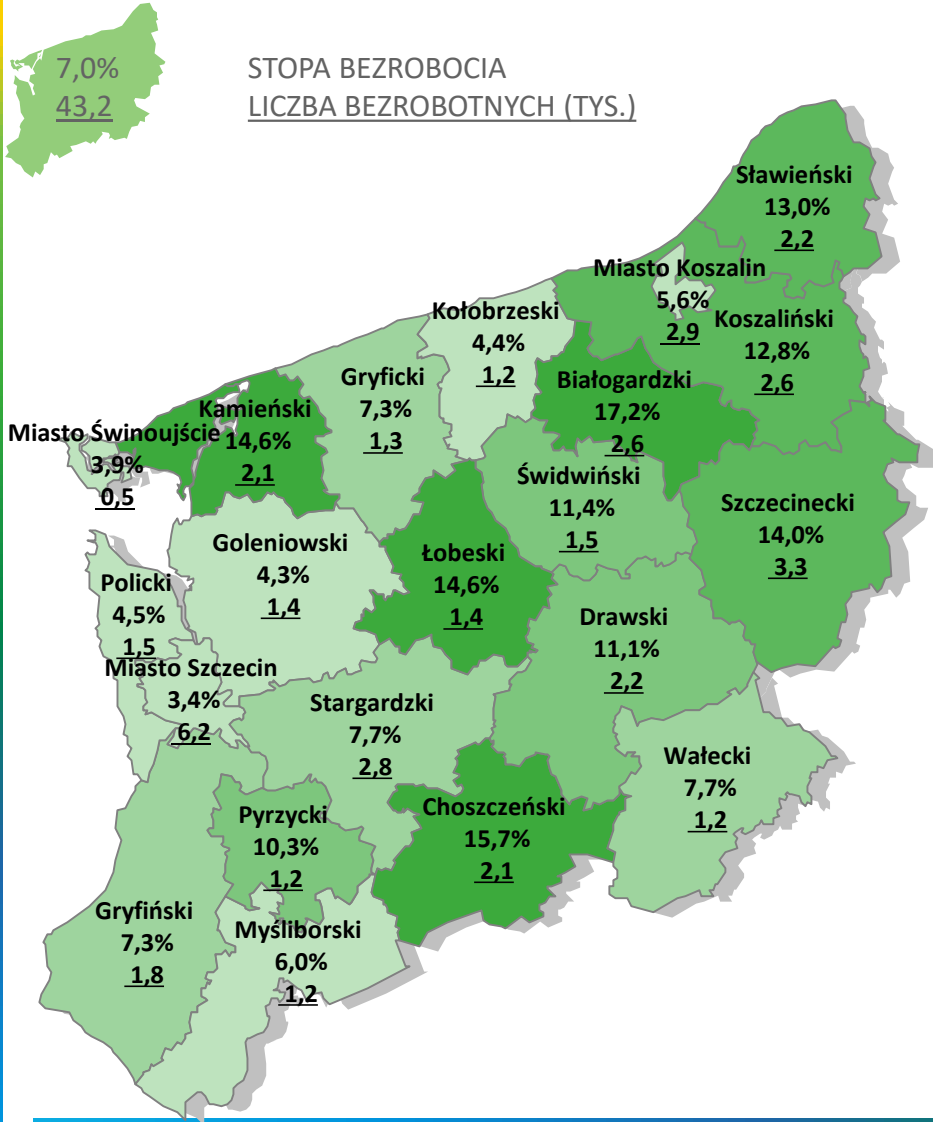 7,0%
43,2
STOPA BEZROBOCIA
LICZBA BEZROBOTNYCH (TYS.)
Sławieński
13,0%
2,2
Miasto Koszalin
5,6%
2,9
Koszaliński
12,8%
2,6
Kołobrzeski
4,4%
1,2
Białogardzki
17,2%
2,6
Gryficki
7,3%
1,3
Kamieński
14,6%
2,1
Miasto Świnoujście
3,9%
0,5
Świdwiński
11,4%
1,5
Szczecinecki
14,0%
3,3
Goleniowski
4,3%
1,4
Łobeski
14,6%
1,4
Policki
4,5%
1,5
Drawski
11,1%
2,2
Miasto Szczecin
3,4%
6,2
Stargardzki
7,7%
2,8
Wałecki
7,7%
1,2
Choszczeński
15,7%
2,1
Pyrzycki
10,3%
1,2
Gryfiński
7,3%
1,8
Myśliborski
6,0%
1,2